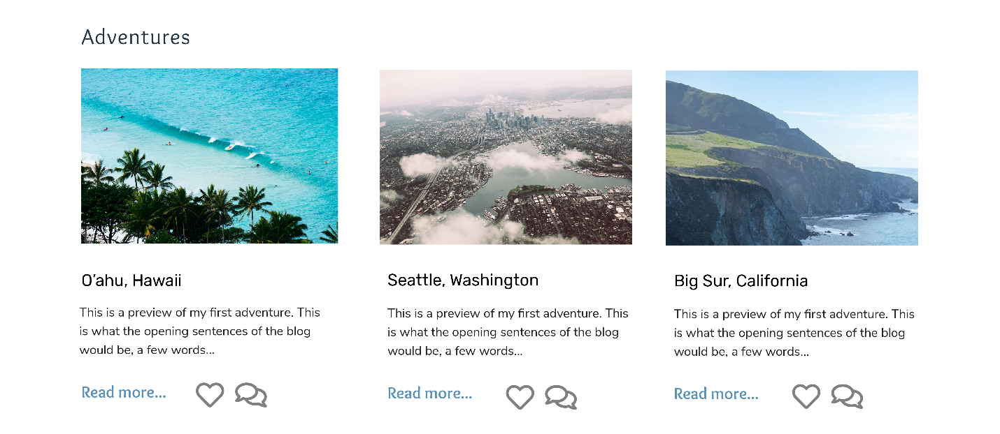 Adventures
O’ahu, Hawaii
This is a preview of my first adventure. This
is what the opening sentences of the blog
would be, a few words...
Read more...
Seattle, Washington
This is a preview of my first adventure. This
is what the opening sentences of the blog
would be, a few words...
Read more...
Big Sur, California
This is a preview of my first adventure. This
is what the opening sentences of the blog
would be, a few words...
Read more...